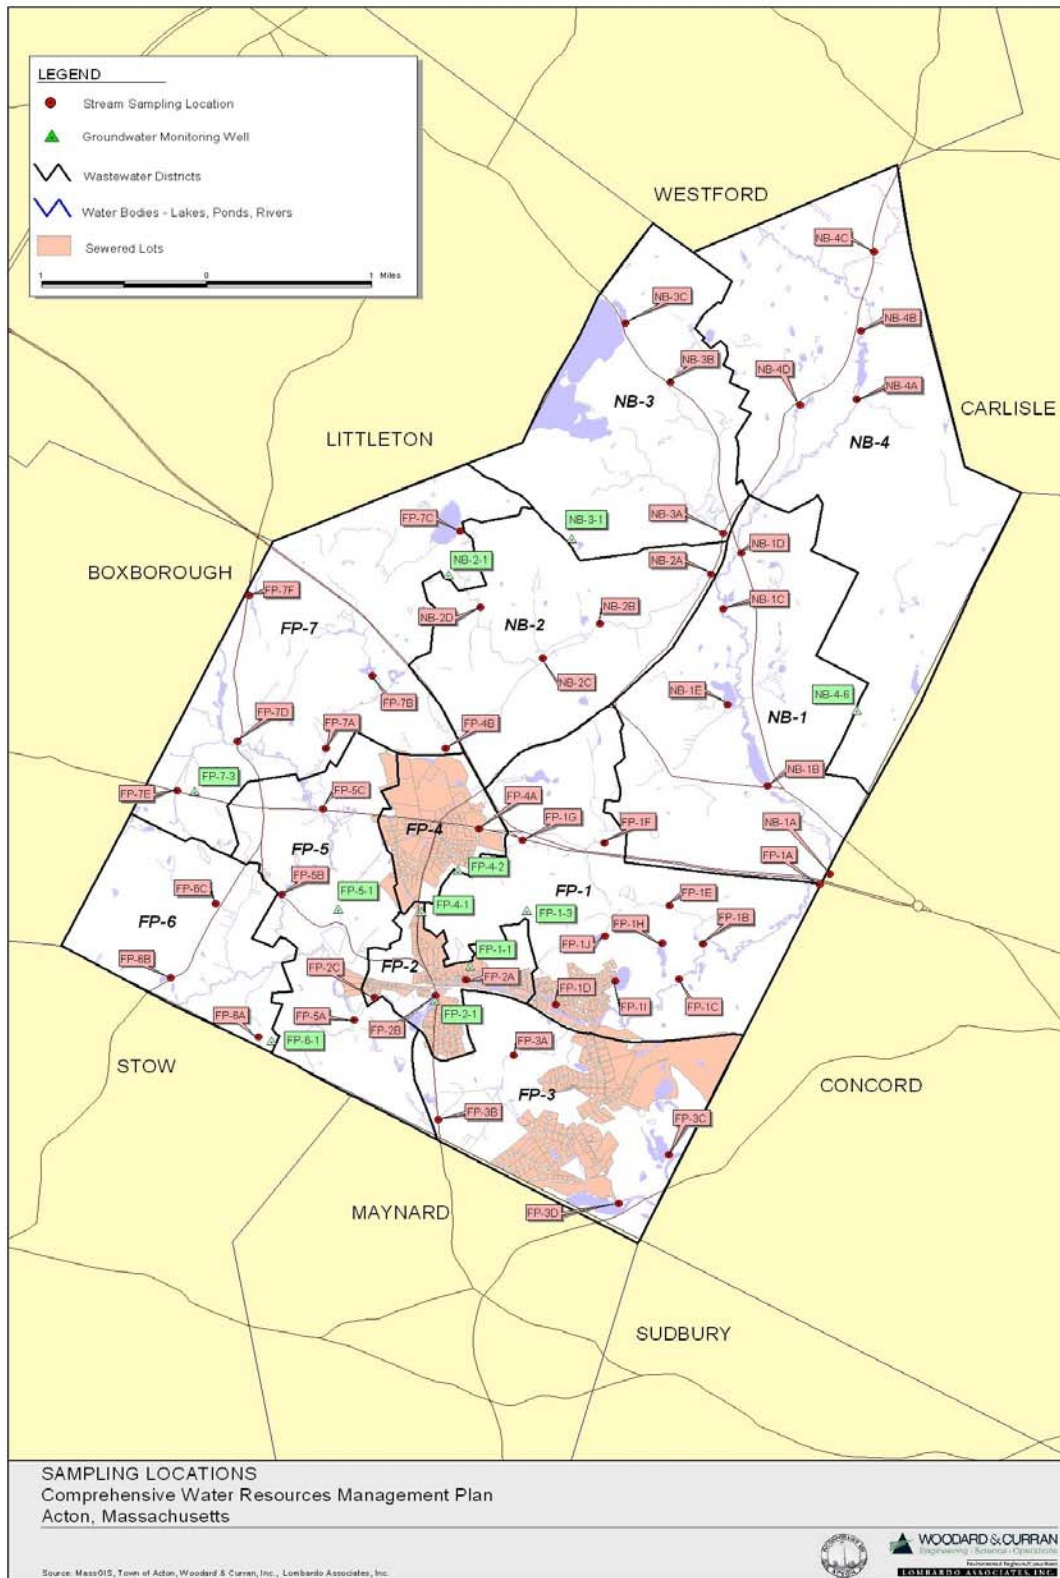 LEGEND
Stream Sampling Location
Groundwater Monitoring Well
Wastewater Districts
Water Bodies - Lakes, Ponds, Rivers
Sewered Lots
1 0 1 Miles
WESTFORD
NB-4C
NB-3C
NB-4B
NB-3B
NB-4D
NB-4A
NB-3
CARLISLE
LITTLETON
NB-4
FP-7C
NB-3-1
NB-3A
NB-1D
NB-2-1
NB-2A
BOXBOROUGH
FP-7F
NB-1C
NB-2D
NB-2B
FP-7
NB-2
NB-2C
NB-1E
NB-4-6
FP-7B
NB-1
FP-7D
FP-7A
FP-4B
NB-1B
FP-7-3
FP-7E
FP-5C
FP-4A
FP-1G
FP-1F
NB-1A
FP-4
FP-5
FP-4-2
FP-1A
FP-5B
FP-5-1
FP-1
FP-6C
FP-1E
FP-6
FP-4-1
FP-1-3
FP-1H
FP-1B
FP-1J
FP-1-1
FP-6B
FP-2C
FP-2
FP-2A
FP-1D
FP-1I
FP-1C
FP-6A
FP-5A
FP-2B
FP-2-1
FP-6-1
FP-3A
STOW
FP-3
CONCORD
FP-3B
FP-3C
MAYNARD
FP-3D
SUDBURY
SAMPLING LOCATIONS
Comprehensive Water Resources Management Plan
Acton, Massachusetts
Source: MassGIS, Town of Acton, Woodard & Curran, Inc., Lombardo Associates, Inc.
WOODARD & CURRAN
Engineering · Science · Operations
LOMBARDO ASSOCIATES, INC.